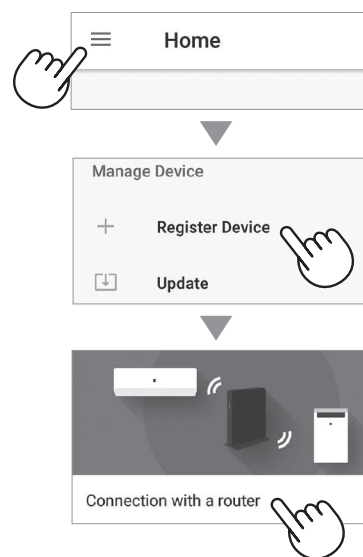 Home
Manage Device
Register Device
Update
Connection with a router